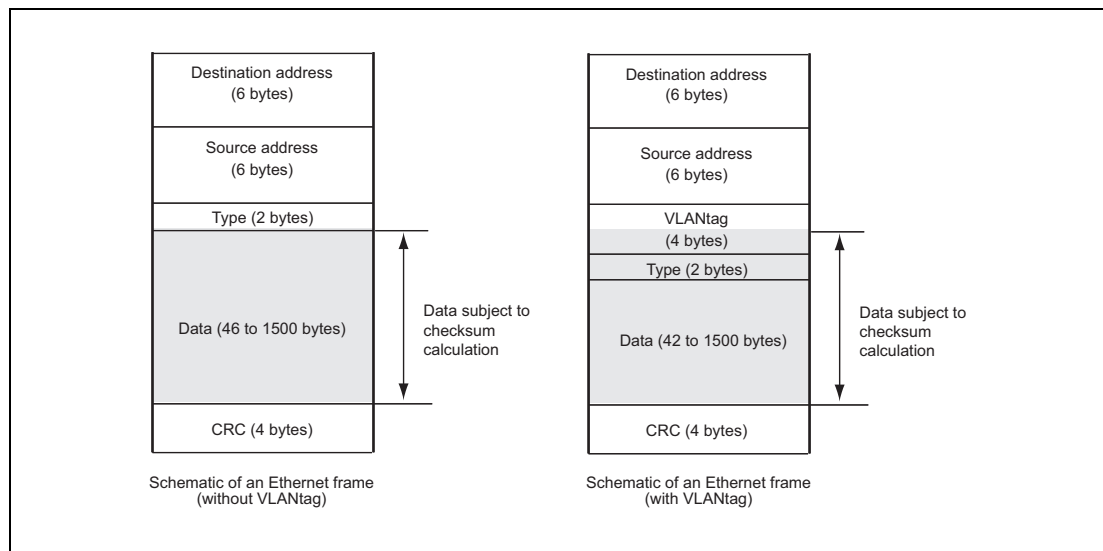 Destination address
(6 bytes)
Source address
(6 bytes)
Type (2 bytes)
Data (46 to 1500 bytes)
CRC (4 bytes)
Data subject to
checksum
calculation
Schematic of an Ethernet frame
(without VLANtag)
Destination address
(6 bytes)
Source address
(6 bytes)
VLANtag
(4 bytes)
Type (2 bytes)
Data (42 to 1500 bytes)
CRC (4 bytes)
Data subject to
checksum
calculation
Schematic of an Ethernet frame
(with VLANtag)